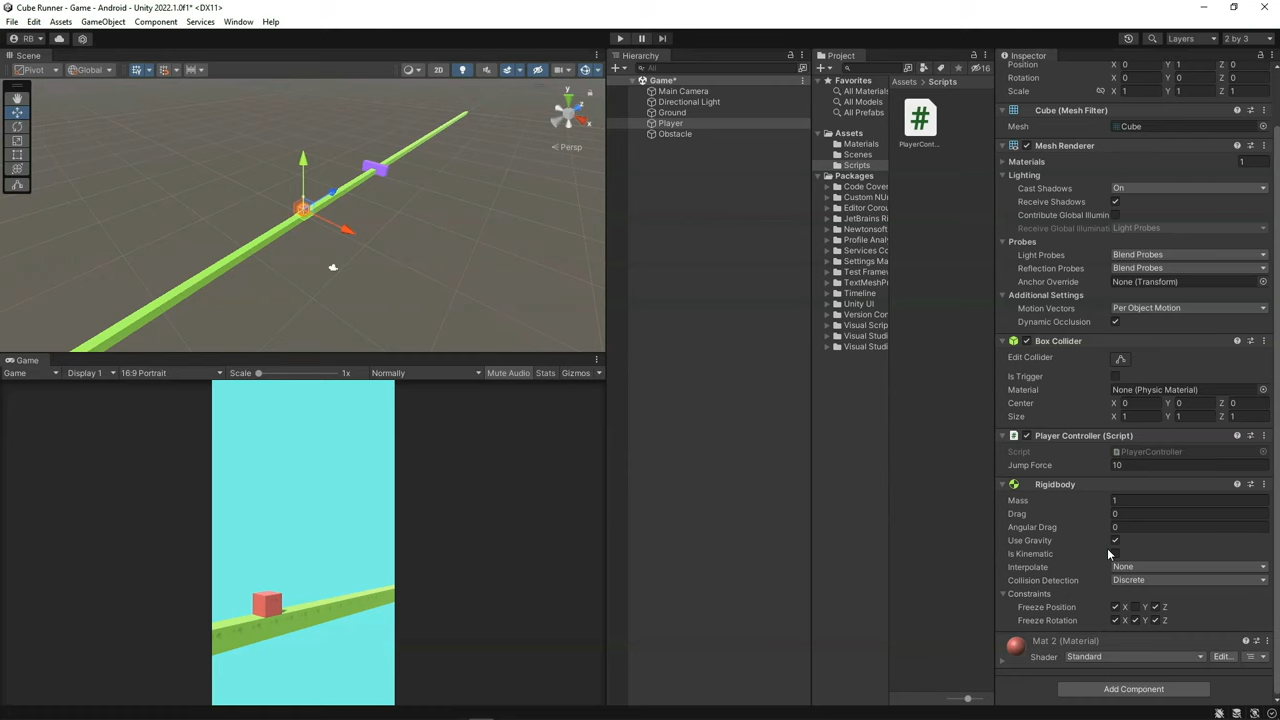 Cube Runner - Game - Android - Unity 2022.1.0f1* <DX11>
File Edit Assets GameObject Component Services Window Help
RB
Layers
2 by 3
Scene
Pivot
Global
2D
y
z
x
Persp
Game
Game
Display 1
16:9 Portrait
Scale
1x
Normally
Mute Audio
Stats
Gizmos
Hierarchy
All
Game*
Main Camera
Directional Light
Ground
Player
Obstacle
Project
16
Favorites
All Materials
All Models
All Prefabs
Assets
Materials
Scenes
Scripts
Packages
Code Cover
Custom NU
Editor Corou
JetBrains Ri
Newtonsoft
Profile Analy
Services Co
Settings Ma
Test Framew
TextMeshPr
Timeline
Unity UI
Version Con
Visual Scrip
Visual Studi
Visual Studi
Assets > Scripts
PlayerCont...
Inspector
Position X 0 Y 1 Z 0
Rotation X 0 Y 0 Z 0
Scale X 1 Y 1 Z 1
Cube (Mesh Filter)
Mesh Cube
Mesh Renderer
Materials 1
Lighting
Cast Shadows On
Receive Shadows
Contribute Global Illumin
Receive Global Illuminati Light Probes
Probes
Light Probes Blend Probes
Reflection Probes Blend Probes
Anchor Override None (Transform)
Additional Settings
Motion Vectors Per Object Motion
Dynamic Occlusion
Box Collider
Edit Collider
Is Trigger
Material None (Physic Material)
Center X 0 Y 0 Z 0
Size X 1 Y 1 Z 1
Player Controller (Script)
Script PlayerController
Jump Force 10
Rigidbody
Mass 1
Drag 0
Angular Drag 0
Use Gravity
Is Kinematic
Interpolate None
Collision Detection Discrete
Constraints
Freeze Position X Y Z
Freeze Rotation X Y Z
Mat 2 (Material)
Shader Standard Edit...
Add Component